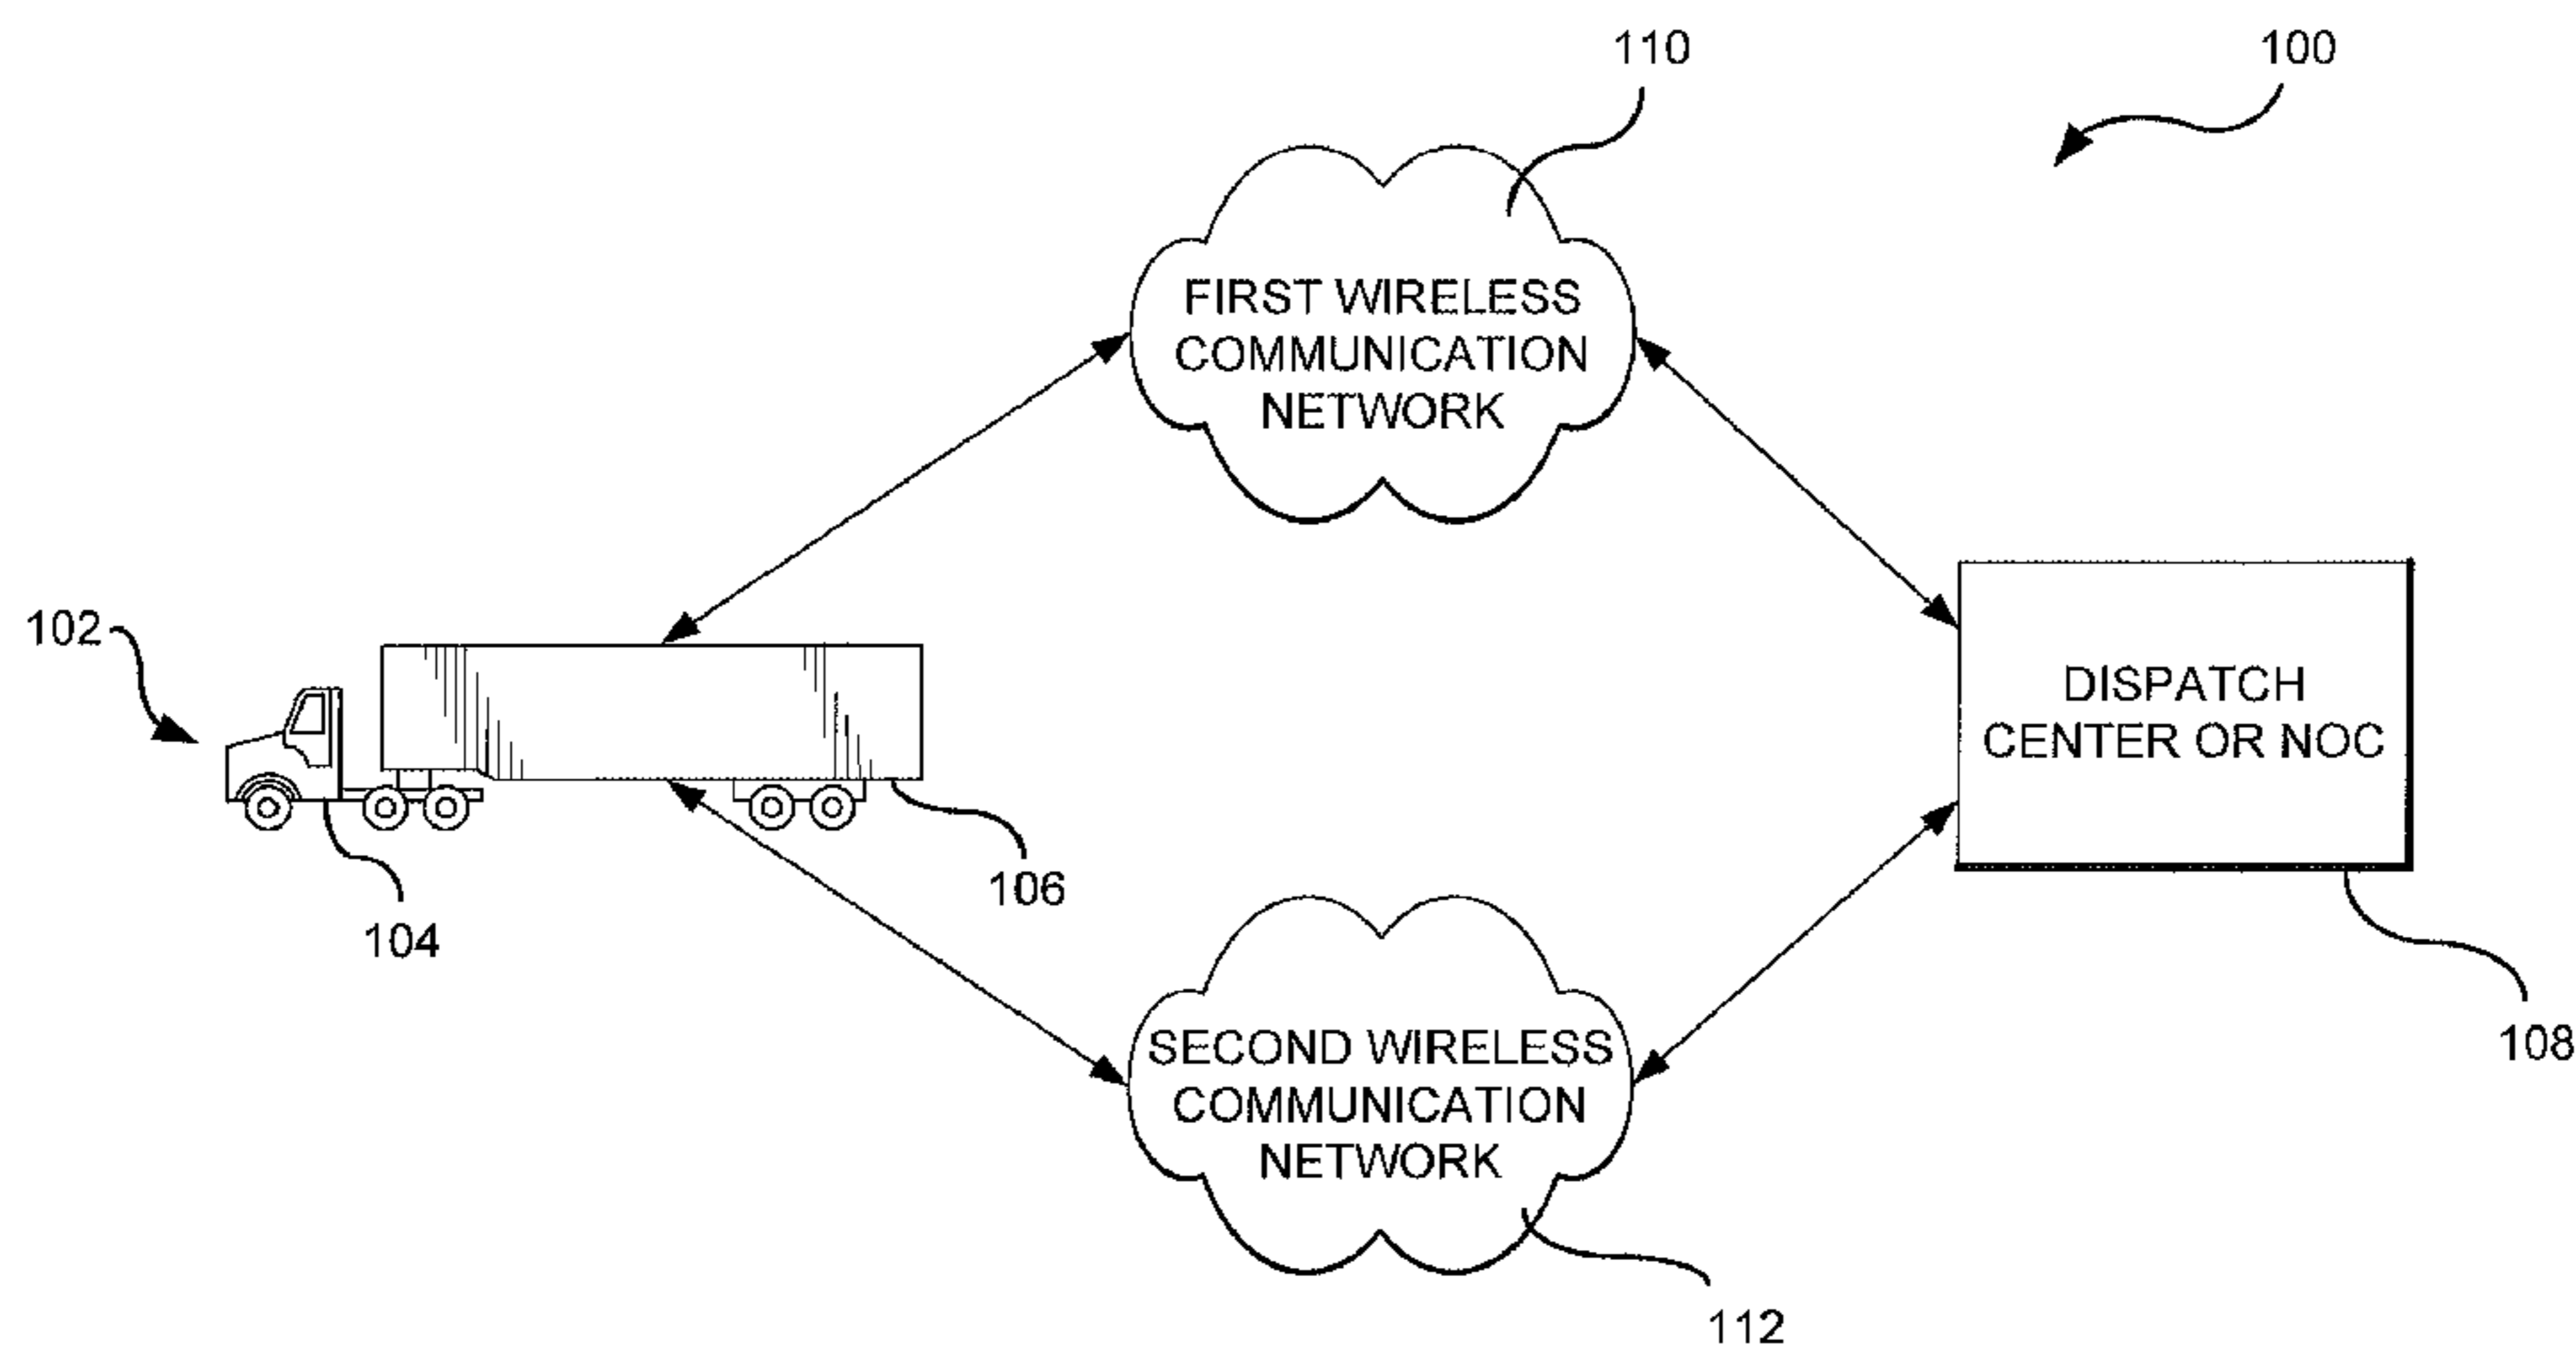 110
100
FIRST WIRELESS
COMMUNICATION
NETWORK
102
DISPATCH
CENTER OR NOC
106
104
108
SECOND WIRELESS
COMMUNICATION
NETWORK
112